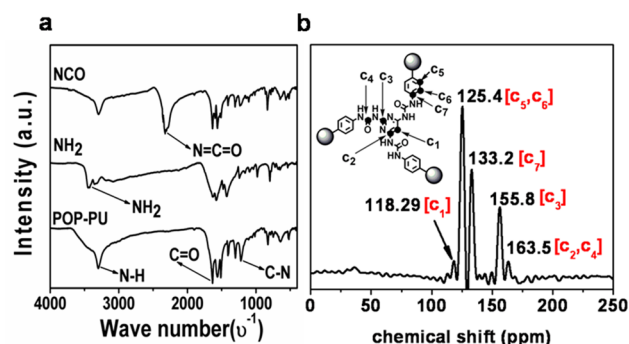 a
NCO
N=C=O
NH2
NH2
POP-PU
N-H
C=O
C-N
Intensity (a.u.)
4000 3000 2000 1000
Wave number(υ-1)
b
C5
C6
C7
C4 C3
C2
C1
125.4 [c5,c6]
133.2 [c7]
155.8 [c3]
118.29 [c1]
163.5 [c2,c4]
0 50 75 100 125 150 200 250
chemical shift (ppm)